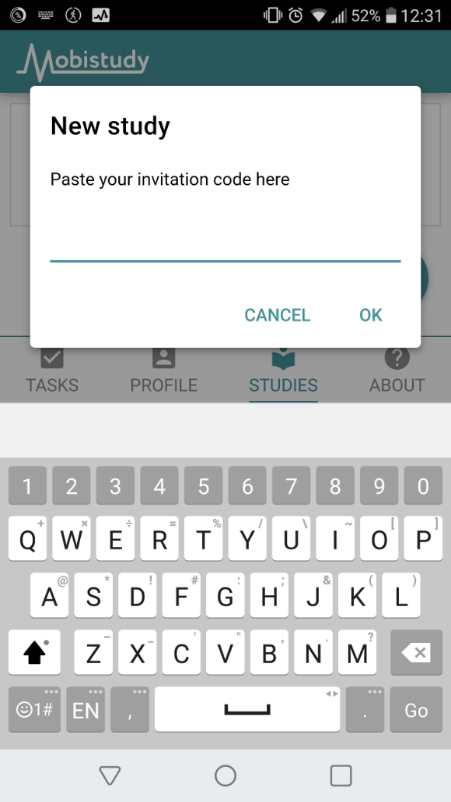 52% 12:31
Mobistudy
New study
Paste your invitation code here
CANCEL OK
TASKS PROFILE STUDIES ABOUT
1 2 3 4 5 6 7 8 9 0
Q W E R T Y U I O P
A S D F G H J K L
Z X C V B N M
1# EN , . Go